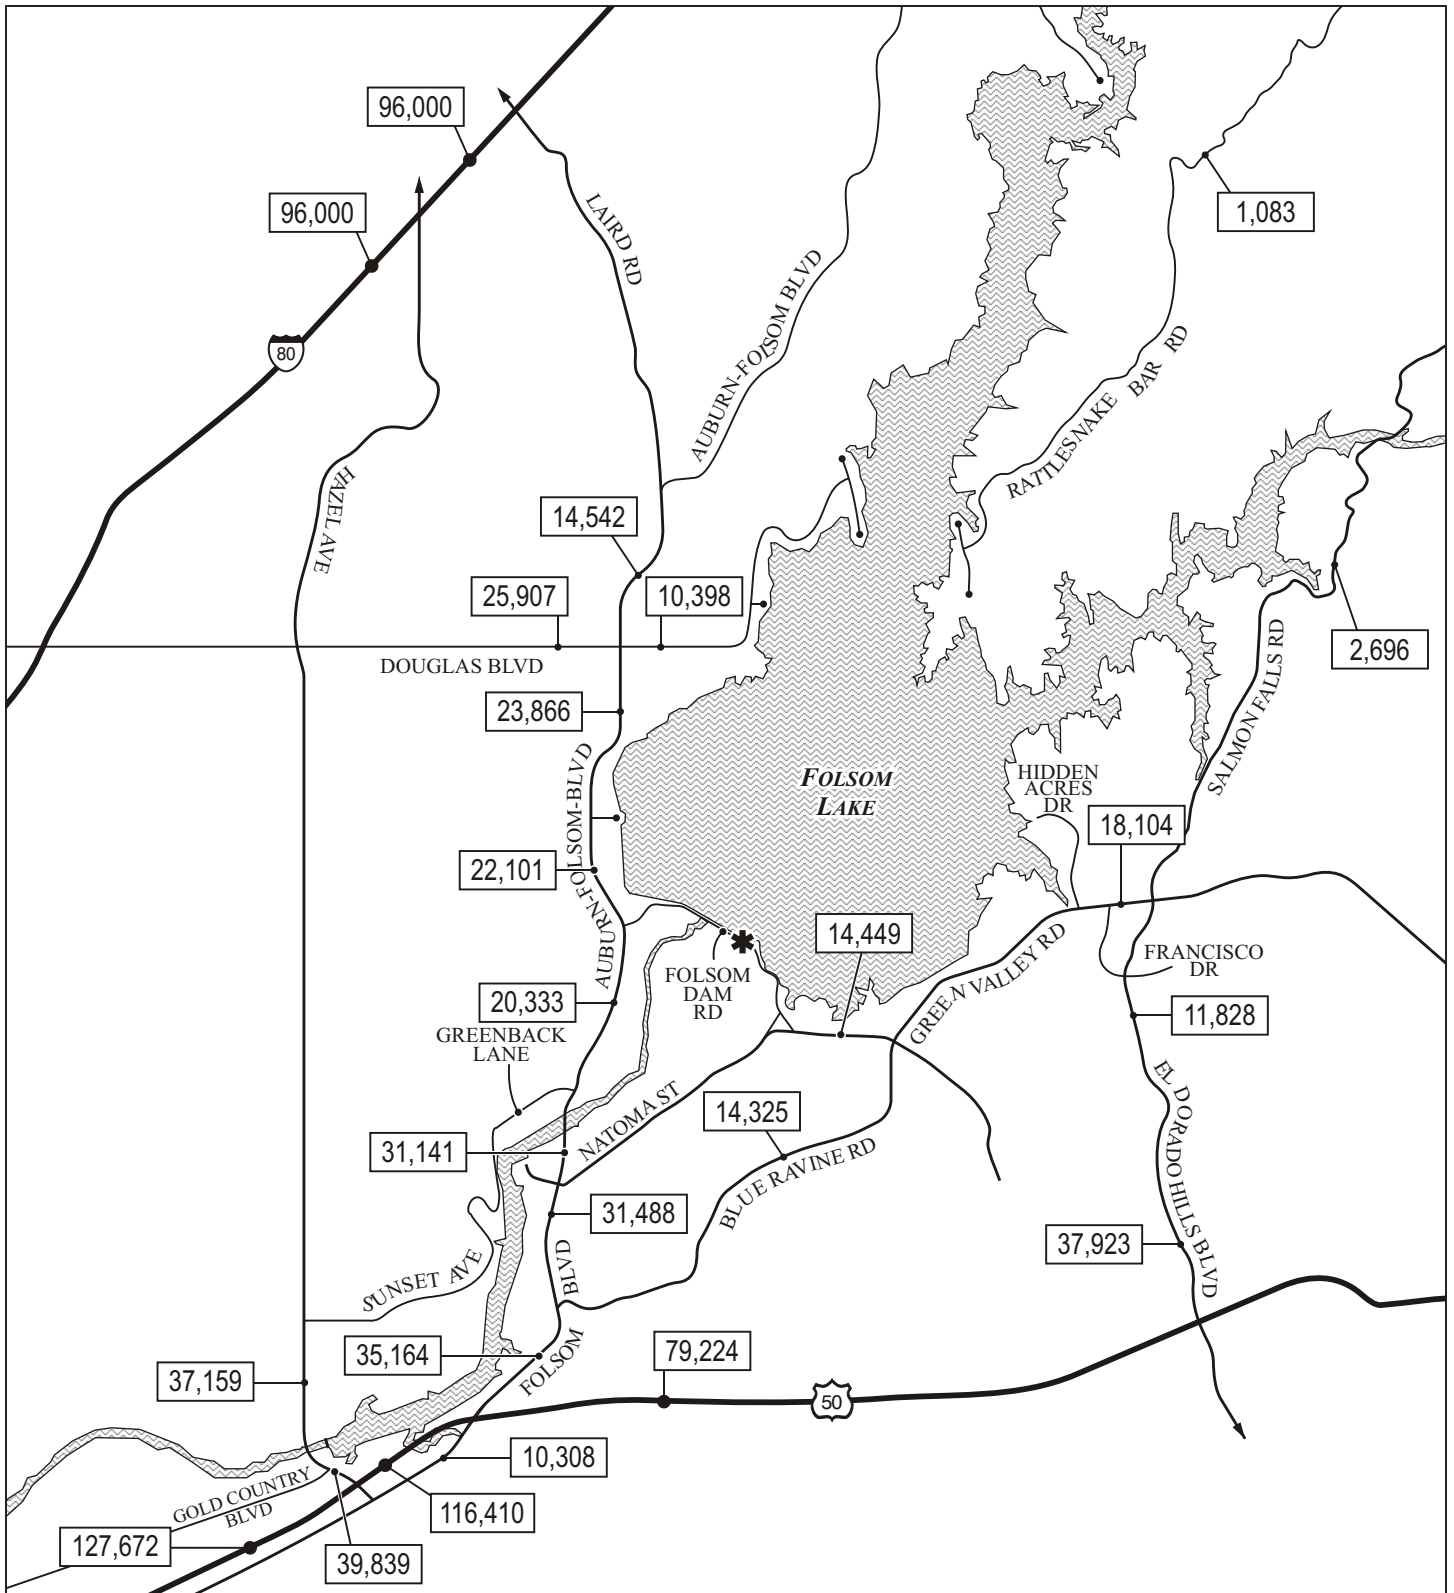 96,000
96,000
1,083
LAIRD RD
AUBURN-FOLSOM BLVD
80
RATTLESNAKE BAR RD
HAZEL AVE
14,542
25,907
10,398
DOUGLAS BLVD
2,696
SALMON FALLS RD
23,866
AUBURN-FOLSOM-BLVD
FOLSOM
LAKE
HIDDEN
ACRES
DR
18,104
22,101
14,449
GREEN VALLEY RD
FRANCISCO
DR
FOLSOM
DAM
RD
✱
20,333
11,828
GREENBACK
LANE
EL DORADO HILLS BLVD
NATOMA ST
14,325
31,141
BLUE RAVINE RD
31,488
37,923
SUNSET AVE
FOLSOM BLVD
35,164
79,224
37,159
50
10,308
GOLD COUNTRY
BLVD
116,410
127,672
39,839